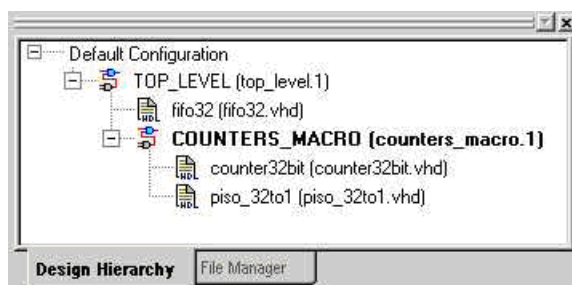 Default Configuration
TOP_LEVEL (top_level.1)
fifo32 (fifo32.vhd)
COUNTERS_MACRO (counters_macro.1)
counter32bit (counter32bit.vhd)
piso_32to1 (piso_32to1.vhd)
Design Hierarchy File Manager